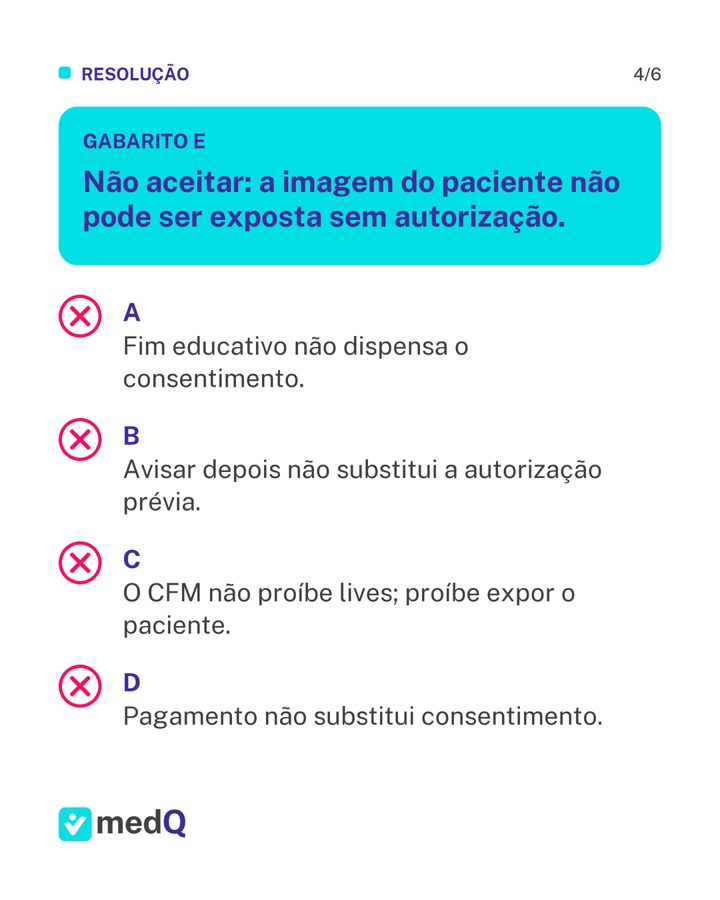 RESOLUÇÃO
4/6
GABARITO E
Não aceitar: a imagem do paciente não
pode ser exposta sem autorização.
A
Fim educativo não dispensa o
consentimento.
B
Avisar depois não substitui a autorização
prévia.
C
O CFM não proíbe lives; proíbe expor o
paciente.
D
Pagamento não substitui consentimento.
medQ